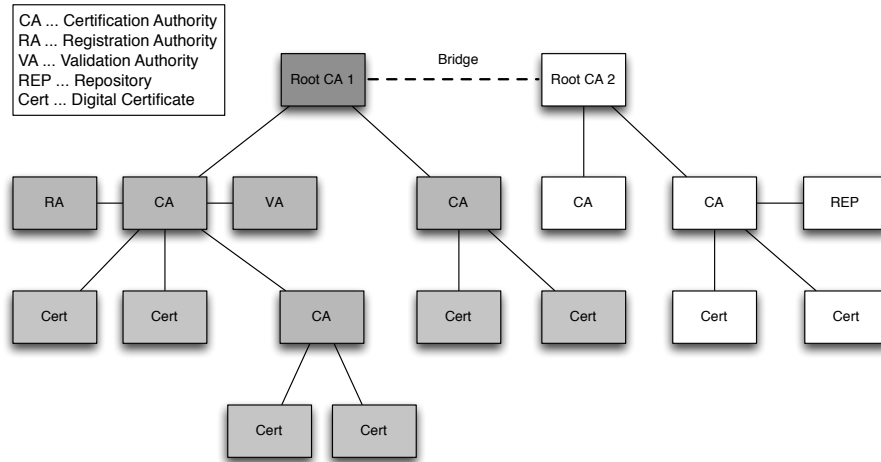 CA ... Certification Authority
RA ... Registration Authority
VA ... Validation Authority
REP ... Repository
Cert ... Digital Certificate
Bridge
Root CA 1
Root CA 2
RA
CA
VA
CA
CA
CA
REP
Cert
Cert
CA
Cert
Cert
Cert
Cert
Cert
Cert